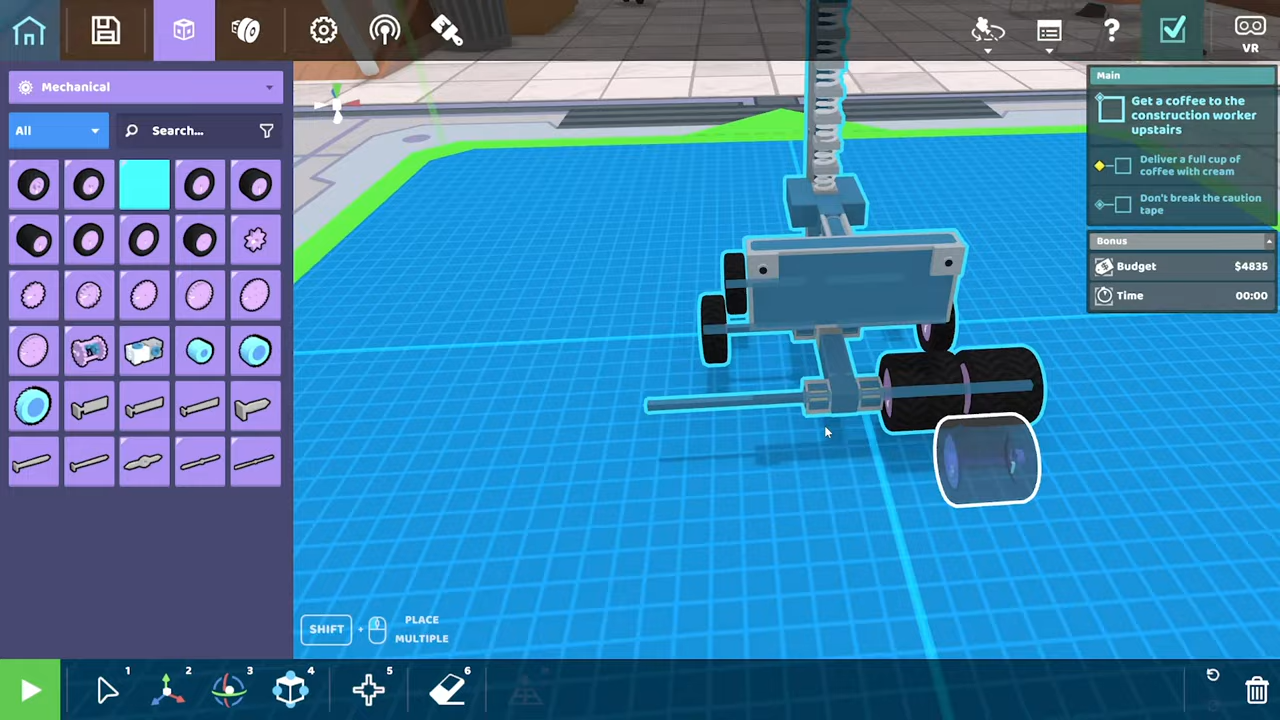 VR
Mechanical
All
Search...
Main
Get a coffee to the
construction worker
upstairs
Deliver a full cup of
coffee with cream
Don't break the caution
tape
Bonus
Budget $4835
Time 00:00
SHIFT + PLACE
MULTIPLE
1 2 3 4 5 6